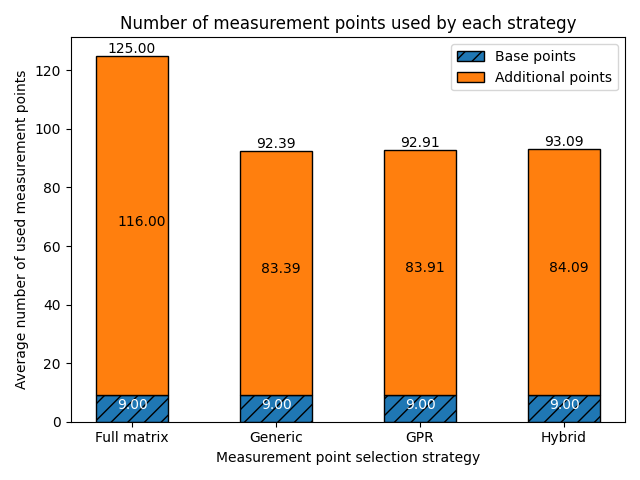 Number of measurement points used by each strategy
Base points
Additional points
125.00
92.39
92.91
93.09
116.00
83.39
83.91
84.09
9.00
9.00
9.00
9.00
Average number of used measurement points
120
100
80
60
40
20
0
Full matrix
Generic
GPR
Hybrid
Measurement point selection strategy